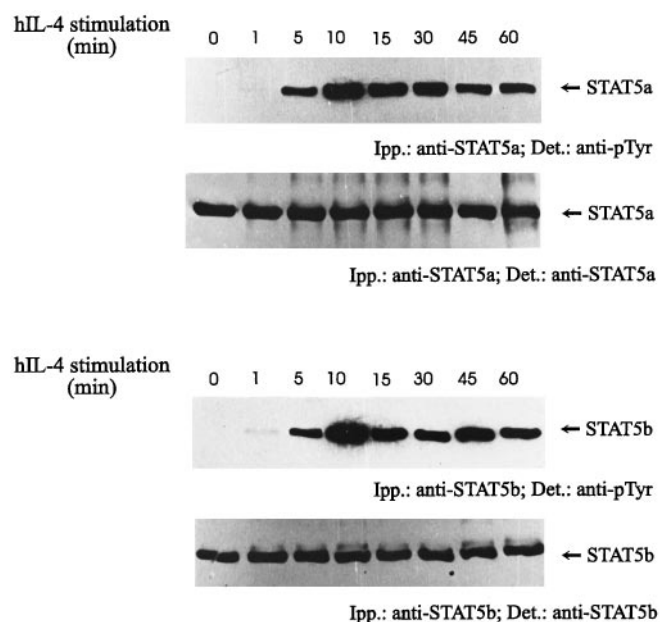 hIL-4 stimulation
(min)
0 1 5 10 15 30 45 60
← STAT5a
Ipp.: anti-STAT5a; Det.: anti-pTyr
← STAT5a
Ipp.: anti-STAT5a; Det.: anti-STAT5a
hIL-4 stimulation
(min)
0 1 5 10 15 30 45 60
← STAT5b
Ipp.: anti-STAT5b; Det.: anti-pTyr
← STAT5b
Ipp.: anti-STAT5b; Det.: anti-STAT5b